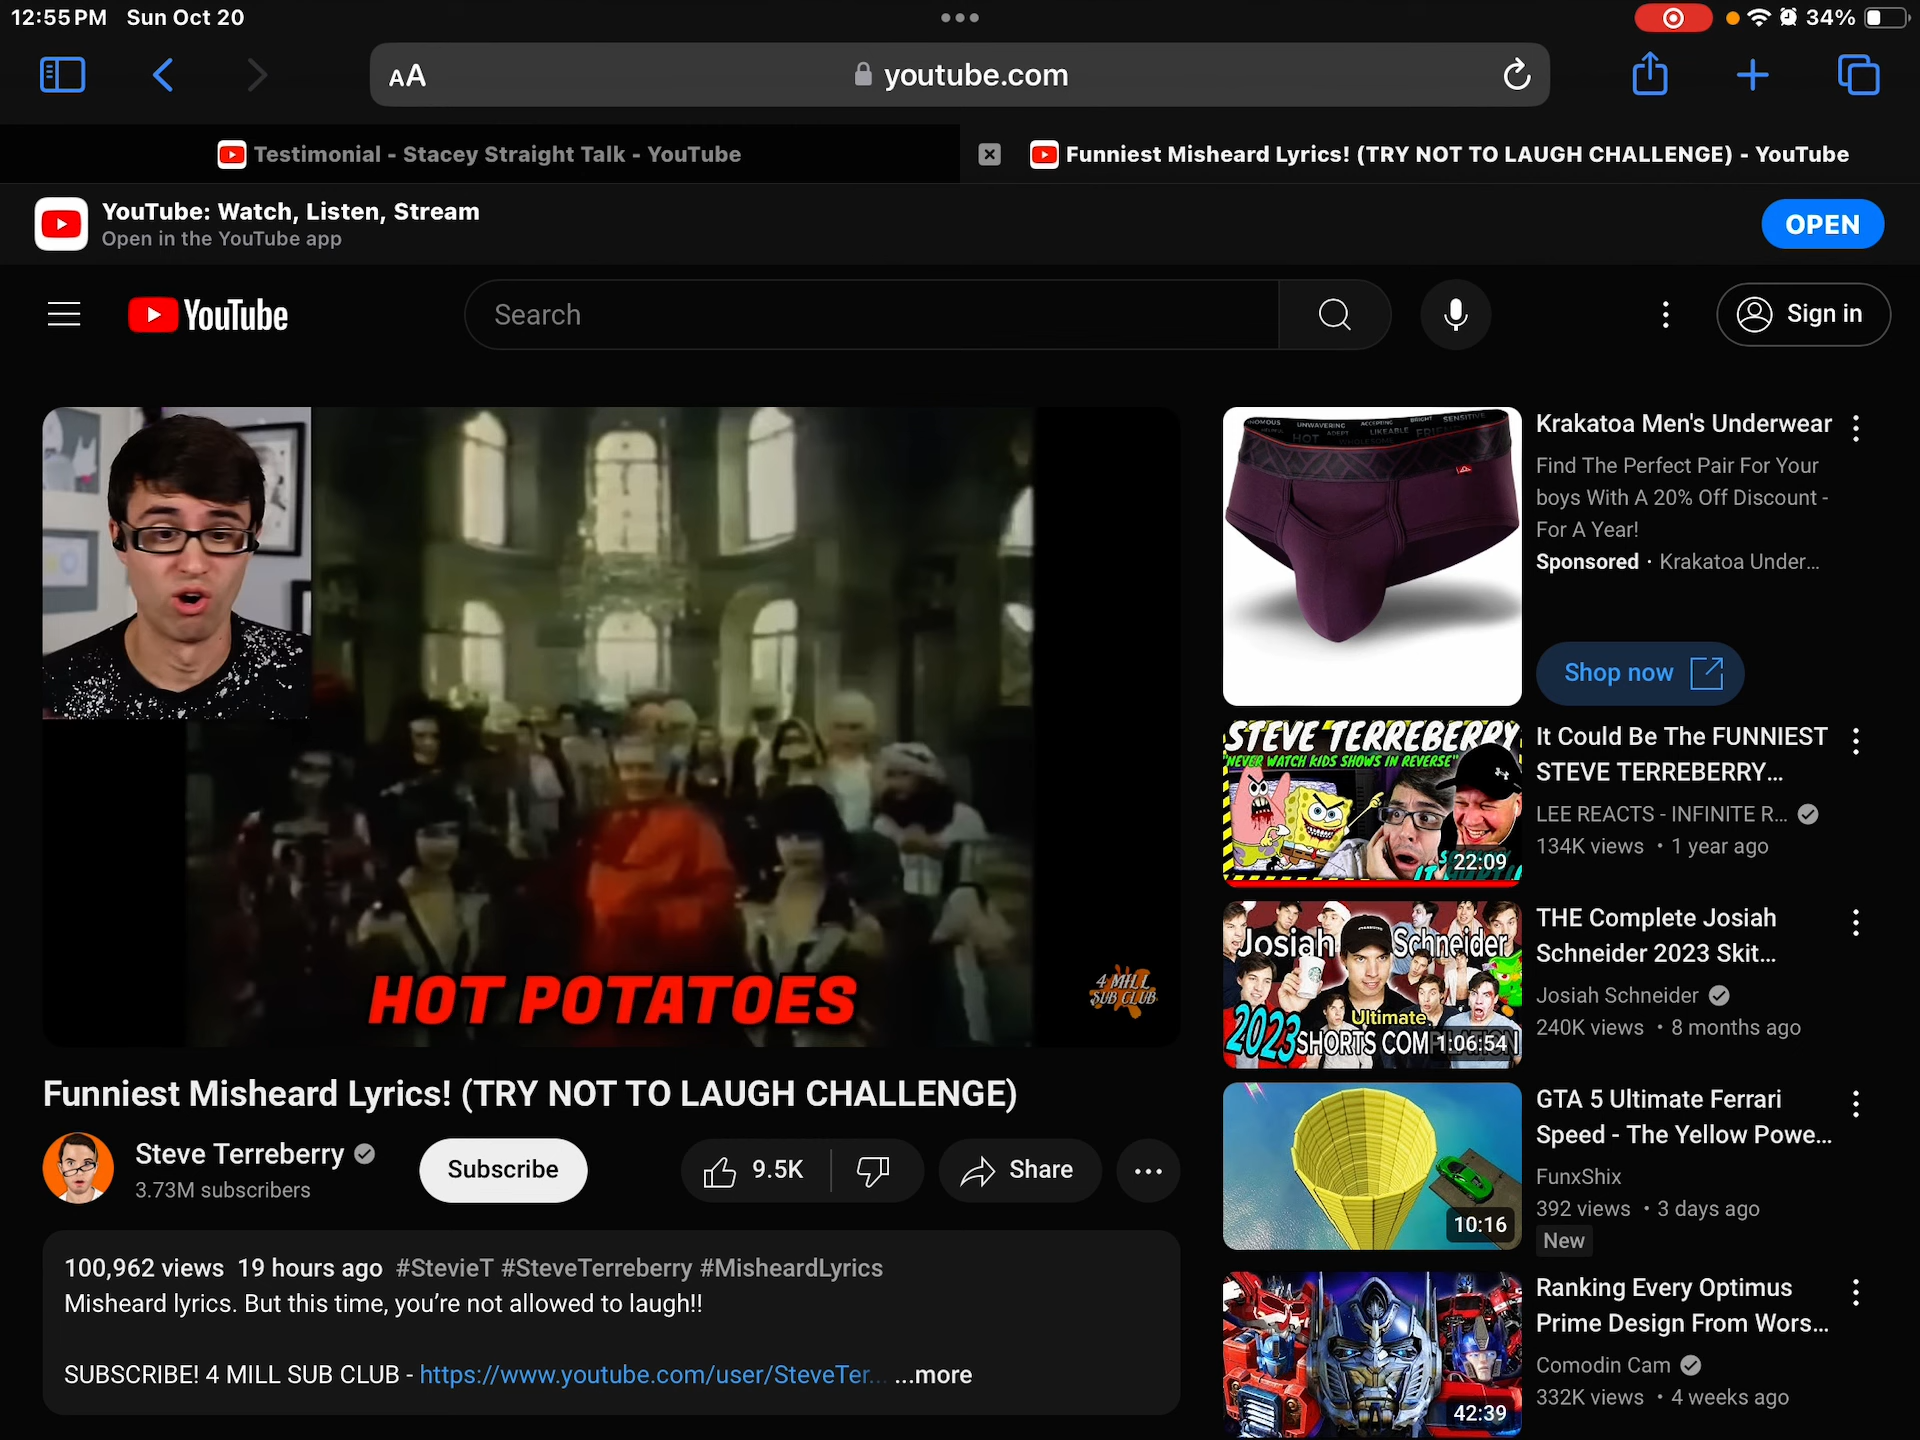 12:55 PM Sun Oct 20
34%
AA
youtube.com
Testimonial - Stacey Straight Talk - YouTube
Funniest Misheard Lyrics! (TRY NOT TO LAUGH CHALLENGE) - YouTube
YouTube: Watch, Listen, Stream
Open in the YouTube app
OPEN
YouTube
Search
Sign in
HOT POTATOES
4 MILL
SUB CLUB
Funniest Misheard Lyrics! (TRY NOT TO LAUGH CHALLENGE)
Steve Terreberry
3.73M subscribers
Subscribe
9.5K
Share
100,962 views 19 hours ago #StevieT #SteveTerreberry #MisheardLyrics
Misheard lyrics. But this time, you’re not allowed to laugh!!
SUBSCRIBE! 4 MILL SUB CLUB - https://www.youtube.com/user/SteveTer... ...more
UNWAVERING ACCEPTING BRIGHT SENSITIVE
HOT ADEPT LIKEABLE
WHOLESOME
Krakatoa Men's Underwear
Find The Perfect Pair For Your
boys With A 20% Off Discount -
For A Year!
Sponsored · Krakatoa Under...
Shop now
STEVE TERREBERRY
"NEVER WATCH KIDS SHOWS IN REVERSE"
22:09
It Could Be The FUNNIEST
STEVE TERREBERRY...
LEE REACTS - INFINITE R...
134K views • 1 year ago
Josiah Schneider
2023 Ultimate
SHORTS COMPILATION
1:06:54
THE Complete Josiah
Schneider 2023 Skit...
Josiah Schneider
240K views • 8 months ago
10:16
GTA 5 Ultimate Ferrari
Speed - The Yellow Powe...
FunxShix
392 views • 3 days ago
New
42:39
Ranking Every Optimus
Prime Design From Wors...
Comodin Cam
332K views • 4 weeks ago